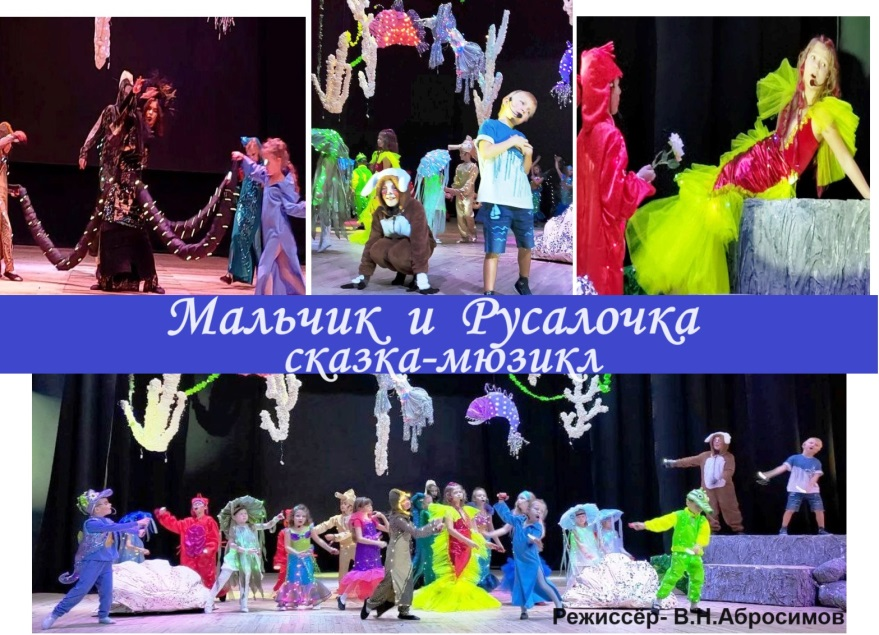 Мальчик и Русалочка
сказка-мюзикл
Режиссёр- В.Н.Абросимов